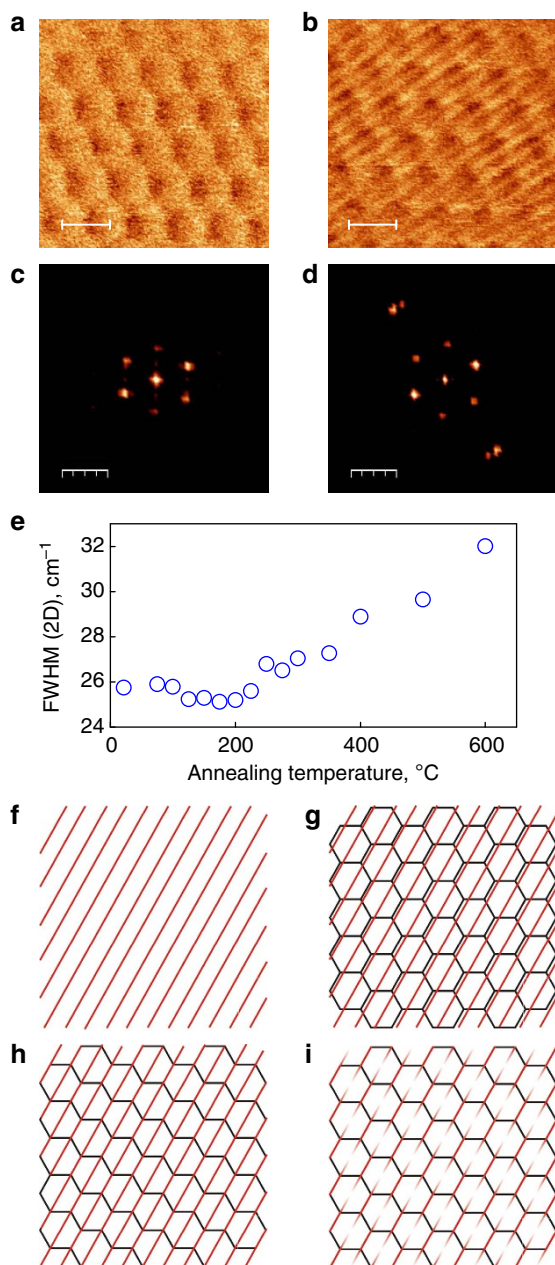 a
b
c
d
e
32
30
28
26
24
0
200
400
600
FWHM (2D), cm⁻¹
Annealing temperature, °C
f
g
h
i